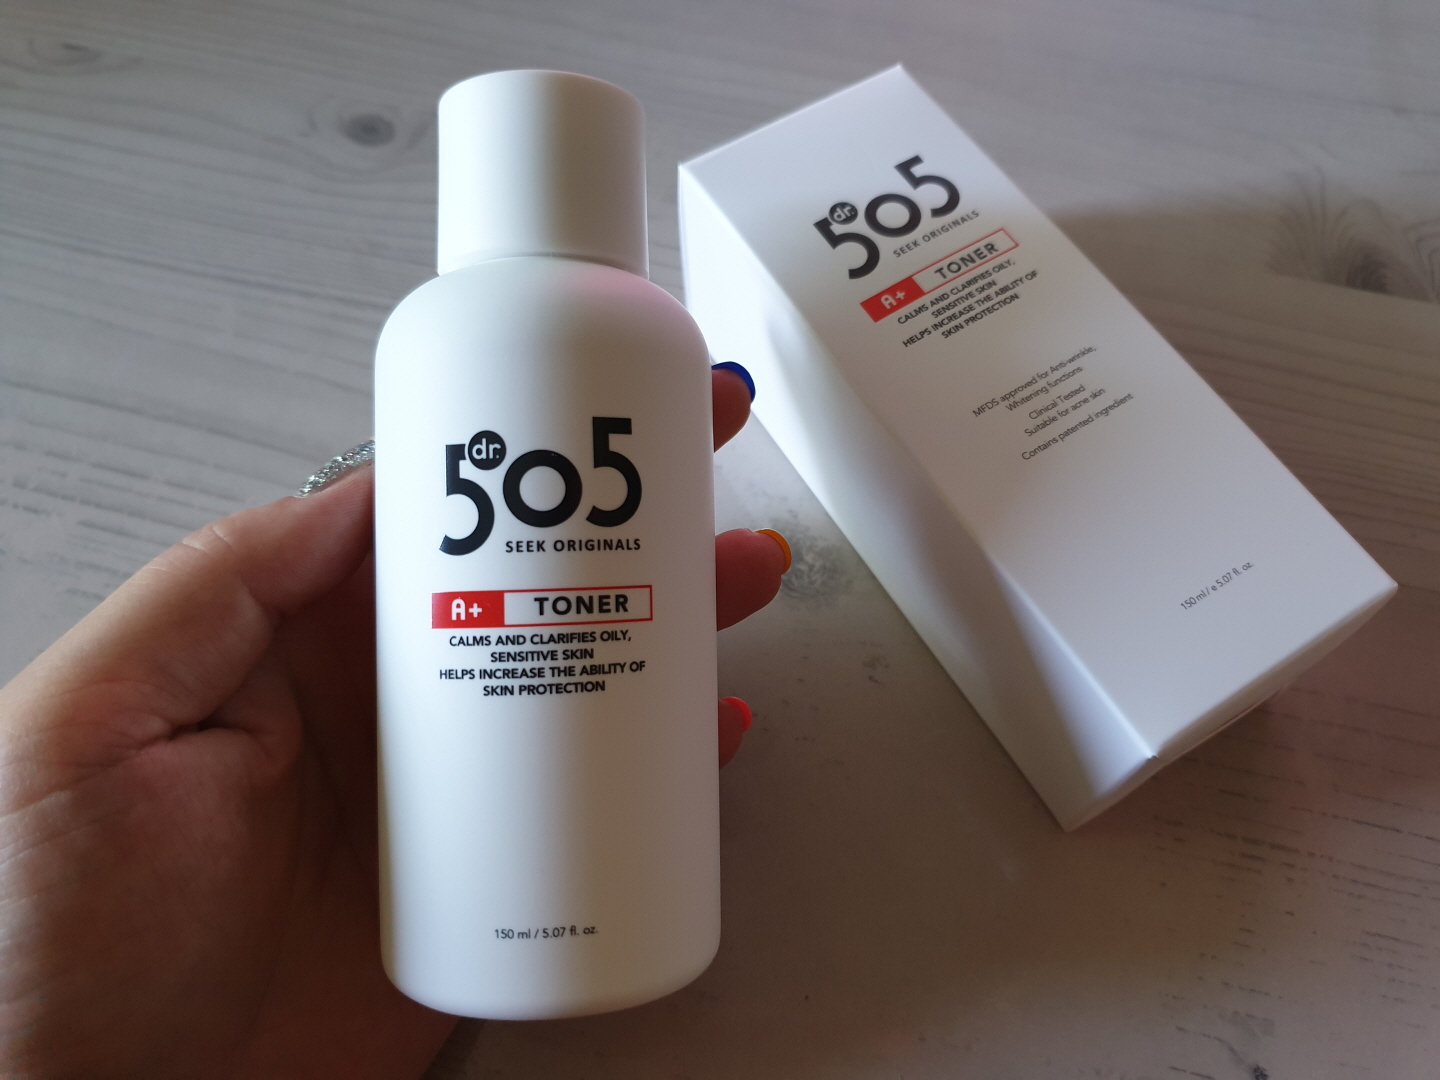 dr.
505
SEEK ORIGINALS
A+ TONER
CALMS AND CLARIFIES OILY,
SENSITIVE SKIN
HELPS INCREASE THE ABILITY OF
SKIN PROTECTION
150 ml / 5.07 fl. oz.
dr.
505
SEEK ORIGINALS
A+ TONER
CALMS AND CLARIFIES OILY,
SENSITIVE SKIN
HELPS INCREASE THE ABILITY OF
SKIN PROTECTION
MFDS approved for Anti-wrinkle,
Whitening functions
Clinical Tested
Suitable for acne skin
Contains patented ingredient
150 ml / e 5.07 fl. oz.